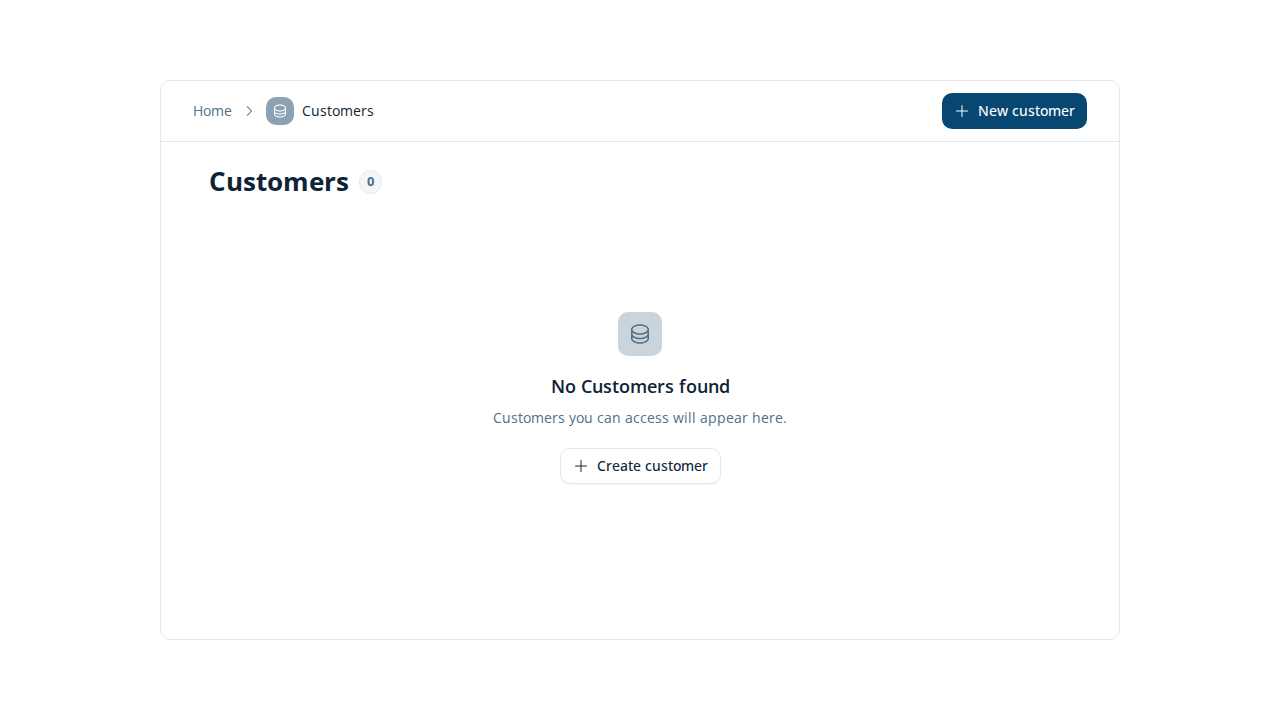 Home
Customers
New customer
Customers 0
No Customers found
Customers you can access will appear here.
Create customer